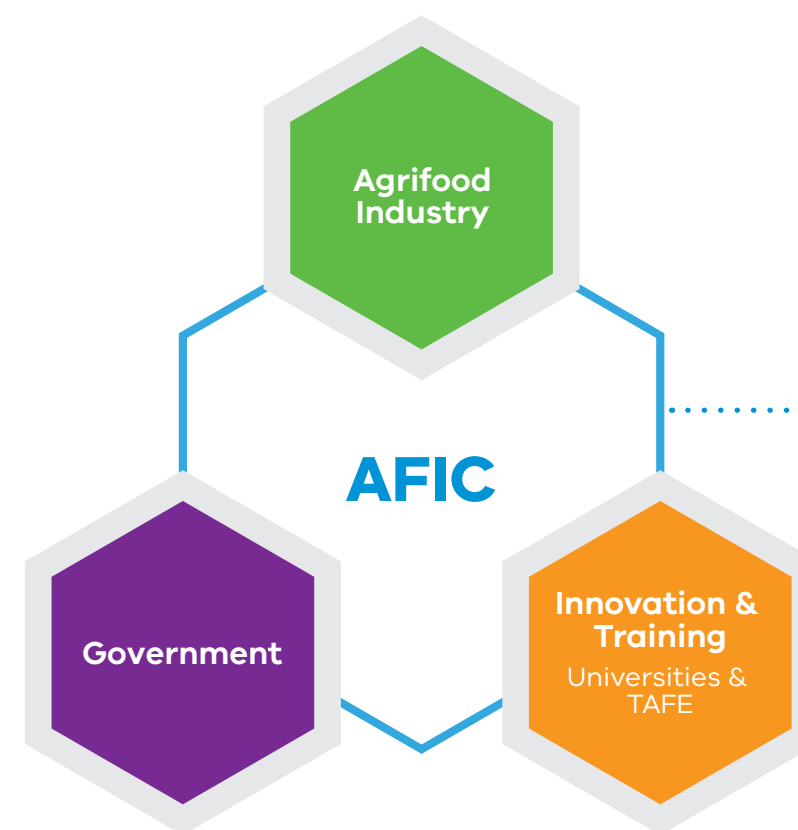 Agrifood
Industry
AFIC
Government
Innovation &
Training
Universities &
TAFE